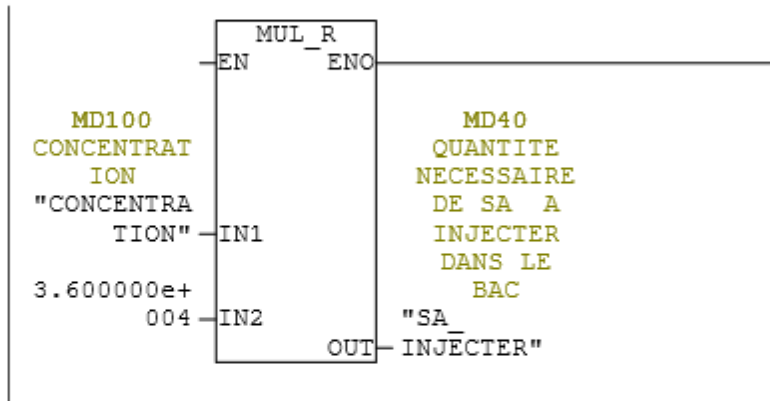 MUL_R
EN ENO
MD100
CONCENTRAT
ION
"CONCENTRA
TION"
IN1
3.600000e+
004
IN2
MD40
QUANTITE
NECESSAIRE
DE SA A
INJECTER
DANS LE
BAC
"SA_
OUT INJECTER"